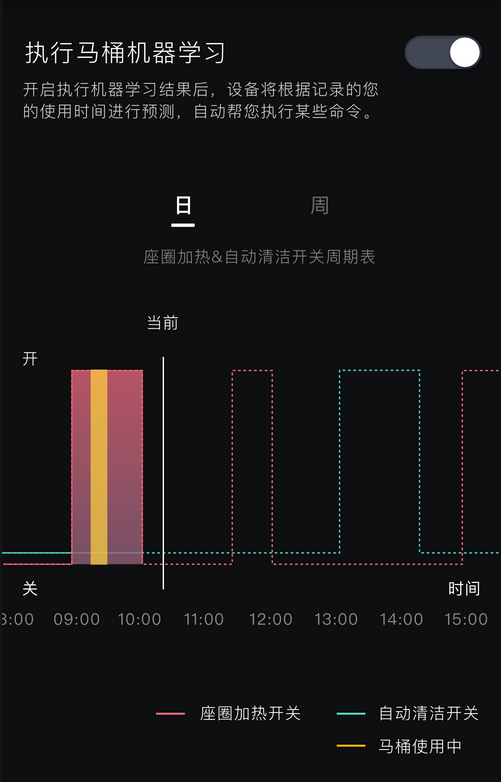 执行马桶机器学习
开启执行机器学习结果后，设备将根据记录的您
的使用时间进行预测，自动帮您执行某些命令。
日 周
座圈加热&自动清洁开关周期表
当前
开
关 时间
8:00 09:00 10:00 11:00 12:00 13:00 14:00 15:00
座圈加热开关 自动清洁开关
马桶使用中